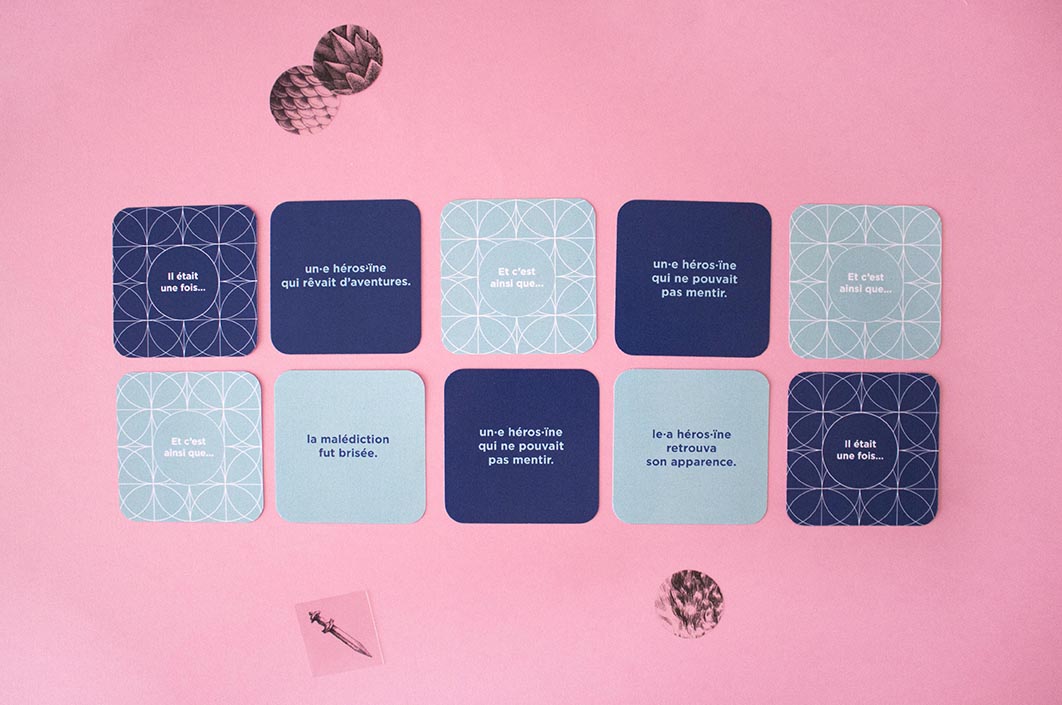 Il était
une fois...
un·e héros·ïne
qui rêvait d'aventures.
Et c'est
ainsi que...
un·e héros·ïne
qui ne pouvait
pas mentir.
Et c'est
ainsi que...
Et c'est
ainsi que...
la malédiction
fut brisée.
un·e héros·ïne
qui ne pouvait
pas mentir.
le·a héros·ïne
retrouva
son apparence.
Il était
une fois...